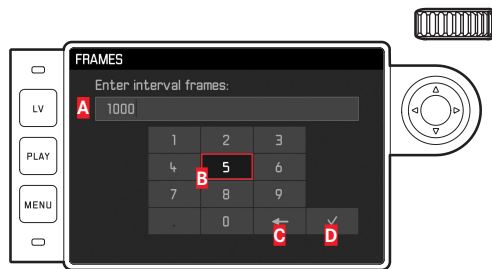 FRAMES
Enter interval frames:
A 1000
LV
1 2 3
PLAY
4 5 6
B
7 8 9
MENU
. 0
C D